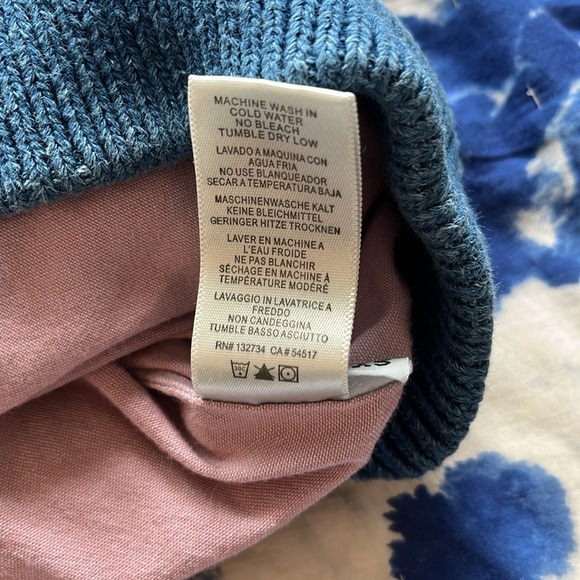 MACHINE WASH IN
COLD WATER
NO BLEACH
TUMBLE DRY LOW
LAVADO A MAQUINA CON
AGUA FRIA
NO USE BLANQUEADOR
SECAR A TEMPERATURA BAJA
MASCHINENWASCHE KALT
KEINE BLEICHMITTEL
GERINGER HITZE TROCKNEN
LAVER EN MACHINE A
L'EAU FROIDE
NE PAS BLANCHIR
SÉCHAGE EN MACHINE À
TEMPÉRATURE MODÉRÉ
LAVAGGIO IN LAVATRICE A
FREDDO
NON CANDEGGINA
TUMBLE BASSO ASCIUTTO
RN# 132734 CA# 54517